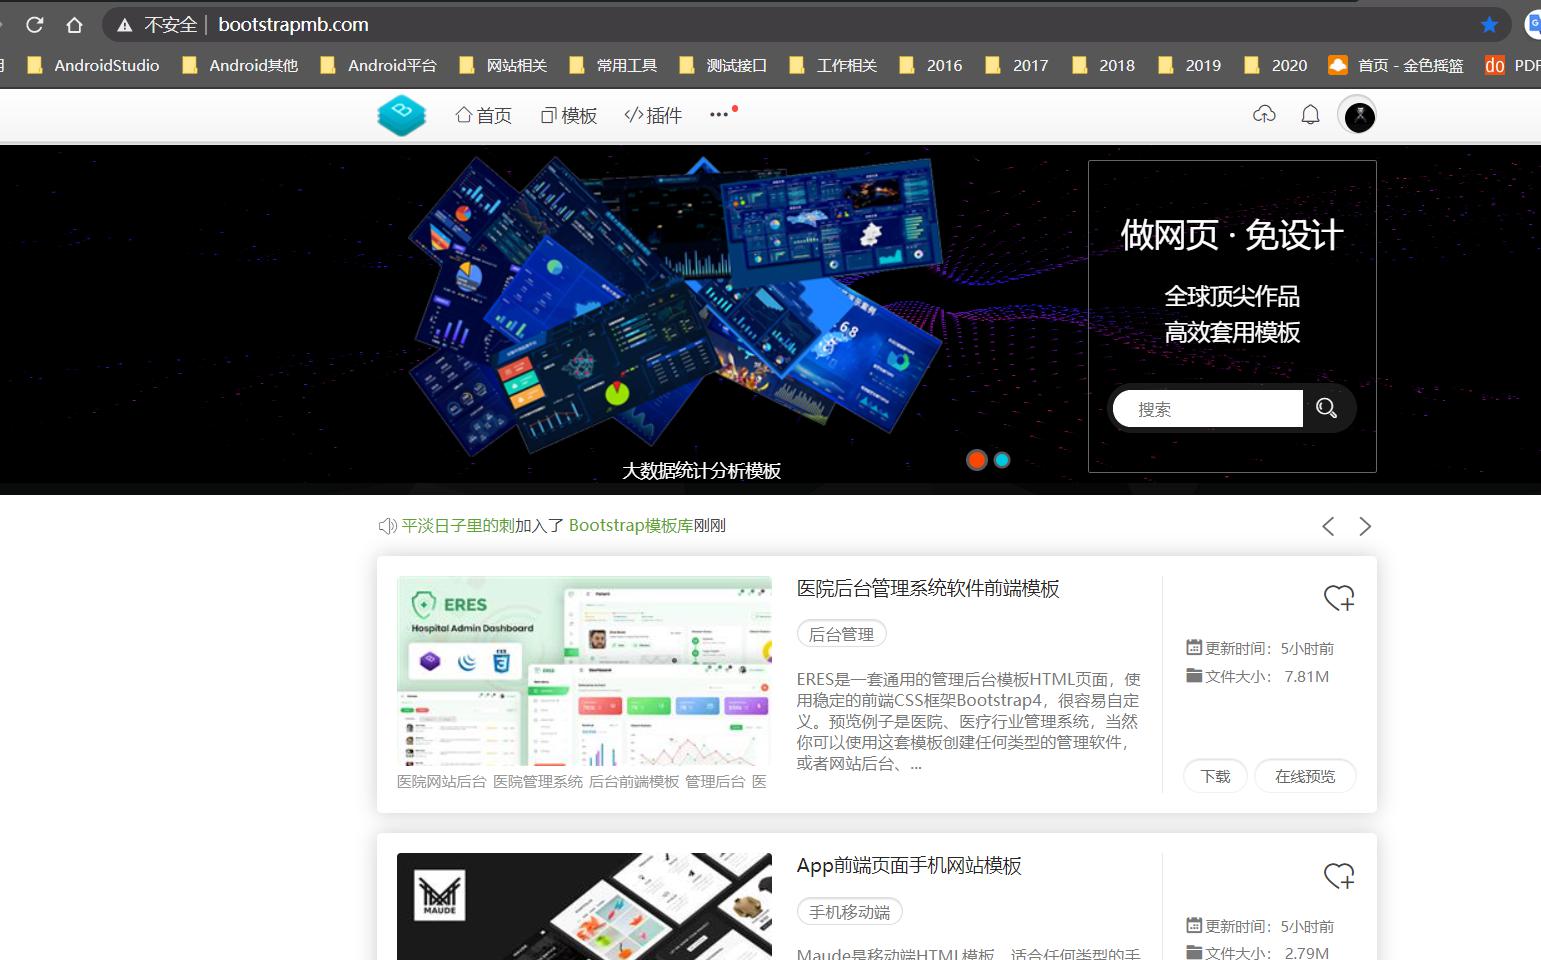 不安全 | bootstrapmb.com
AndroidStudio Android其他 Android平台 网站相关 常用工具 测试接口 工作相关 2016 2017 2018 2019 2020 首页 - 金色摇篮 do PDF
首页 模板 插件
做网页 · 免设计
全球顶尖作品
高效套用模板
搜索
大数据统计分析模板
平淡日子里的刺加入了 Bootstrap模板库刚刚
ERES
Hospital Admin Dashboard
医院网站后台 医院管理系统 后台前端模板 管理后台 医
医院后台管理系统软件前端模板
后台管理
ERES是一套通用的管理后台模板HTML页面，使
用稳定的前端CSS框架Bootstrap4，很容易自定
义。预览例子是医院、医疗行业管理系统，当然
你可以使用这套模板创建任何类型的管理软件，
或者网站后台、...
更新时间：5小时前
文件大小： 7.81M
下载 在线预览
MAUDE
App前端页面手机网站模板
手机移动端
Maude是移动端HTML模板，适合任何类型的手
更新时间：5小时前
文件大小： 2.79M